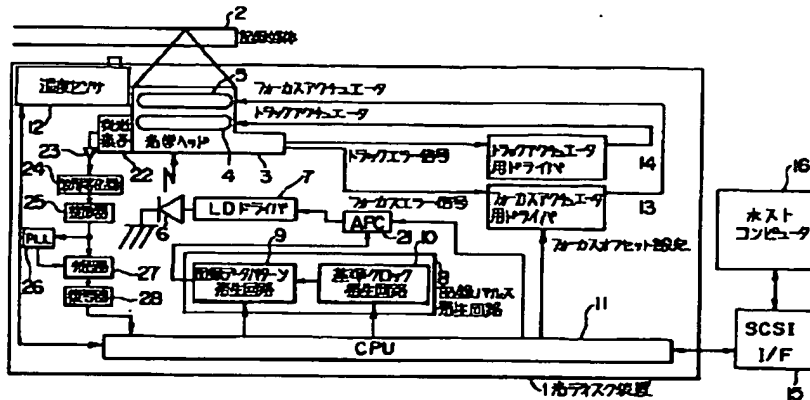 2
記録媒体
5
フォーカスアクチュエータ
温度センサ
トラックアクチュエータ
12
受光素子
光学ヘッド
23
22
4
3
トラックエラー信号
トラックアクチュエータ用ドライバ
14
16
24
7
25
フォーカスエラー信号
フォーカスアクチュエータ用ドライバ
13
ホストコンピュータ
LDドライバ
6
APC
21
フォーカスオフセット設定
PLL
9
10
26
27
記録データパターン発生回路
基準クロック発生回路
8
記録パルス発生回路
28
11
CPU
SCSI
I/F
15
1光ディスク装置